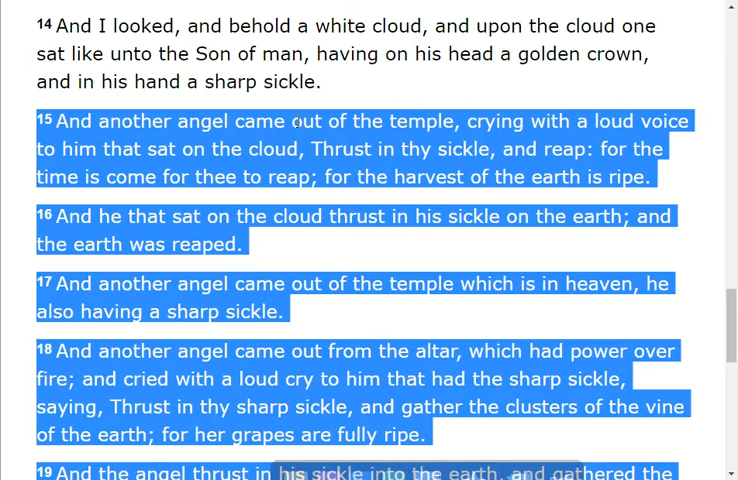 14 And I looked, and behold a white cloud, and upon the cloud one
sat like unto the Son of man, having on his head a golden crown,
and in his hand a sharp sickle.
15 And another angel came out of the temple, crying with a loud voice
to him that sat on the cloud, Thrust in thy sickle, and reap: for the
time is come for thee to reap; for the harvest of the earth is ripe.
16 And he that sat on the cloud thrust in his sickle on the earth; and
the earth was reaped.
17 And another angel came out of the temple which is in heaven, he
also having a sharp sickle.
18 And another angel came out from the altar, which had power over
fire; and cried with a loud cry to him that had the sharp sickle,
saying, Thrust in thy sharp sickle, and gather the clusters of the vine
of the earth; for her grapes are fully ripe.
19 And the angel thrust in his sickle into the earth, and gathered the